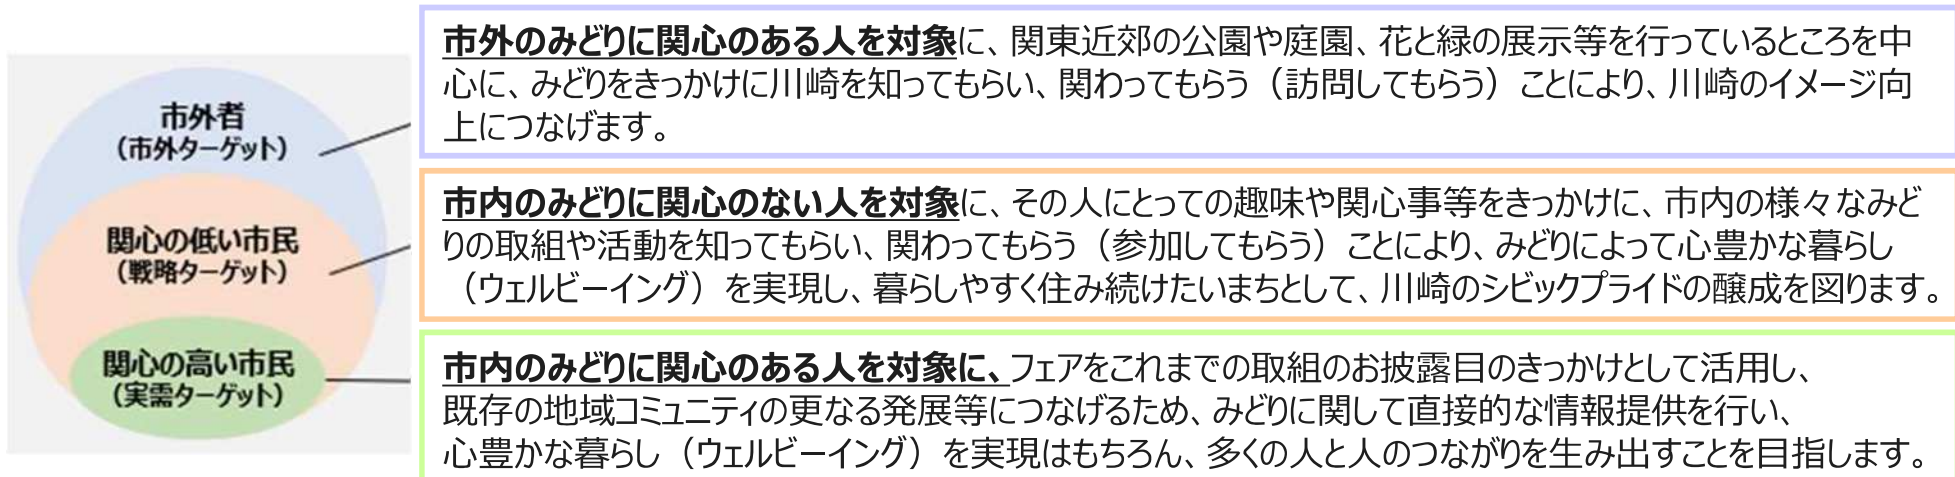 市外者
（市外ターゲット）
関心の低い市民
（戦略ターゲット）
関心の高い市民
（実需ターゲット）
市外のみどりに関心のある人を対象に、関東近郊の公園や庭園、花と緑の展示等を行っているところを中
心に、みどりをきっかけに川崎を知ってもらい、関わってもらう（訪問してもらう）ことにより、川崎のイメージ向
上につなげます。
市内のみどりに関心のない人を対象に、その人にとっての趣味や関心事等をきっかけに、市内の様々なみど
りの取組や活動を知ってもらい、関わってもらう（参加してもらう）ことにより、みどりによって心豊かな暮らし
（ウェルビーイング）を実現し、暮らしやすく住み続けたいまちとして、川崎のシビックプライドの醸成を図ります。
市内のみどりに関心のある人を対象に、フェアをこれまでの取組のお披露目のきっかけとして活用し、
既存の地域コミュニティの更なる発展等につなげるため、みどりに関して直接的な情報提供を行い、
心豊かな暮らし（ウェルビーイング）を実現はもちろん、多くの人と人のつながりを生み出すことを目指します。